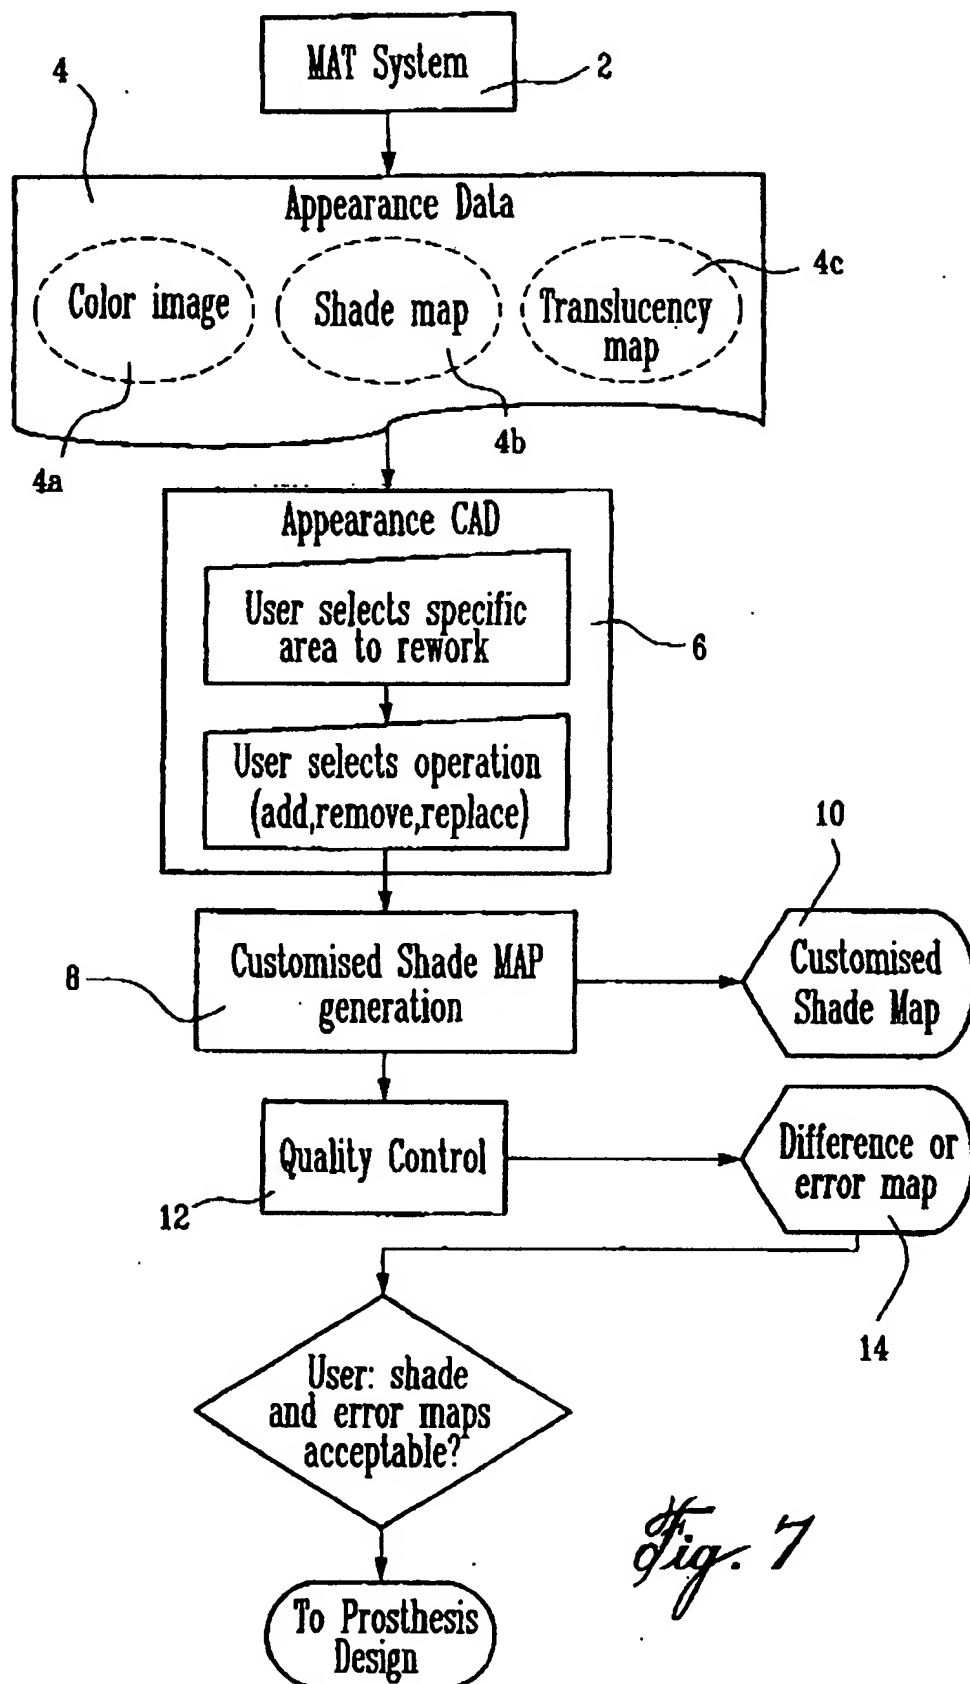 MAT System
2
4
Appearance Data
4c
Color image
Shade map
Translucency
map
4b
4a
Appearance CAD
User selects specific
area to rework
6
User selects operation
(add,remove,replace)
10
Customised Shade MAP
generation
8
Customised
Shade Map
Quality Control
12
Difference or
error map
14
User: shade
and error maps
acceptable?
Fig. 7
To Prosthesis
Design